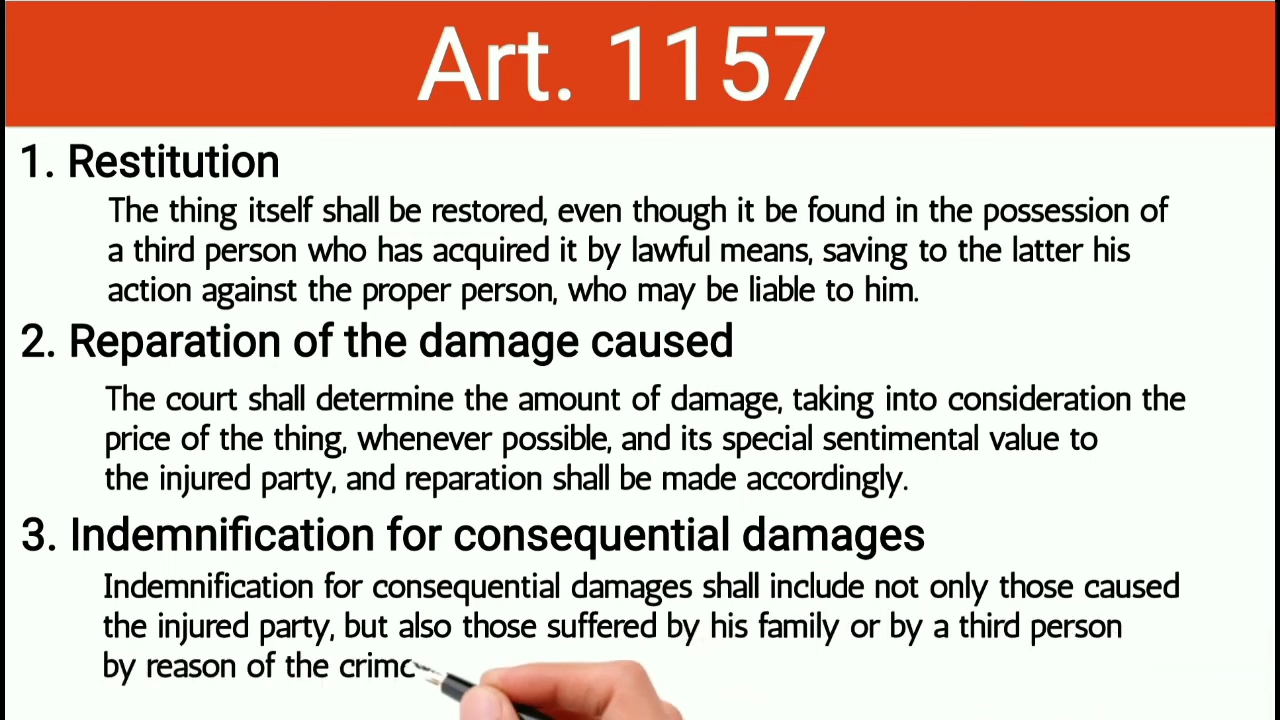 Art. 1157
1. Restitution
The thing itself shall be restored, even though it be found in the possession of
a third person who has acquired it by lawful means, saving to the latter his
action against the proper person, who may be liable to him.
2. Reparation of the damage caused
The court shall determine the amount of damage, taking into consideration the
price of the thing, whenever possible, and its special sentimental value to
the injured party, and reparation shall be made accordingly.
3. Indemnification for consequential damages
Indemnification for consequential damages shall include not only those caused
the injured party, but also those suffered by his family or by a third person
by reason of the